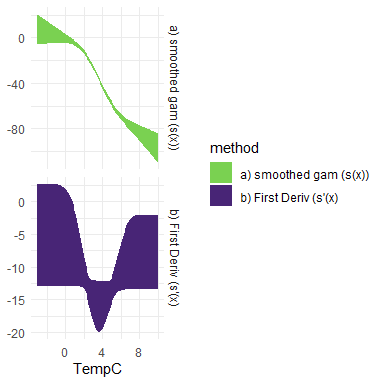 0
-40
-80
a) smoothed gam (s(x))
0
-5
-10
-15
-20
b) First Deriv (s'(x)
0
4
8
TempC
method
a) smoothed gam (s(x))
b) First Deriv (s'(x)